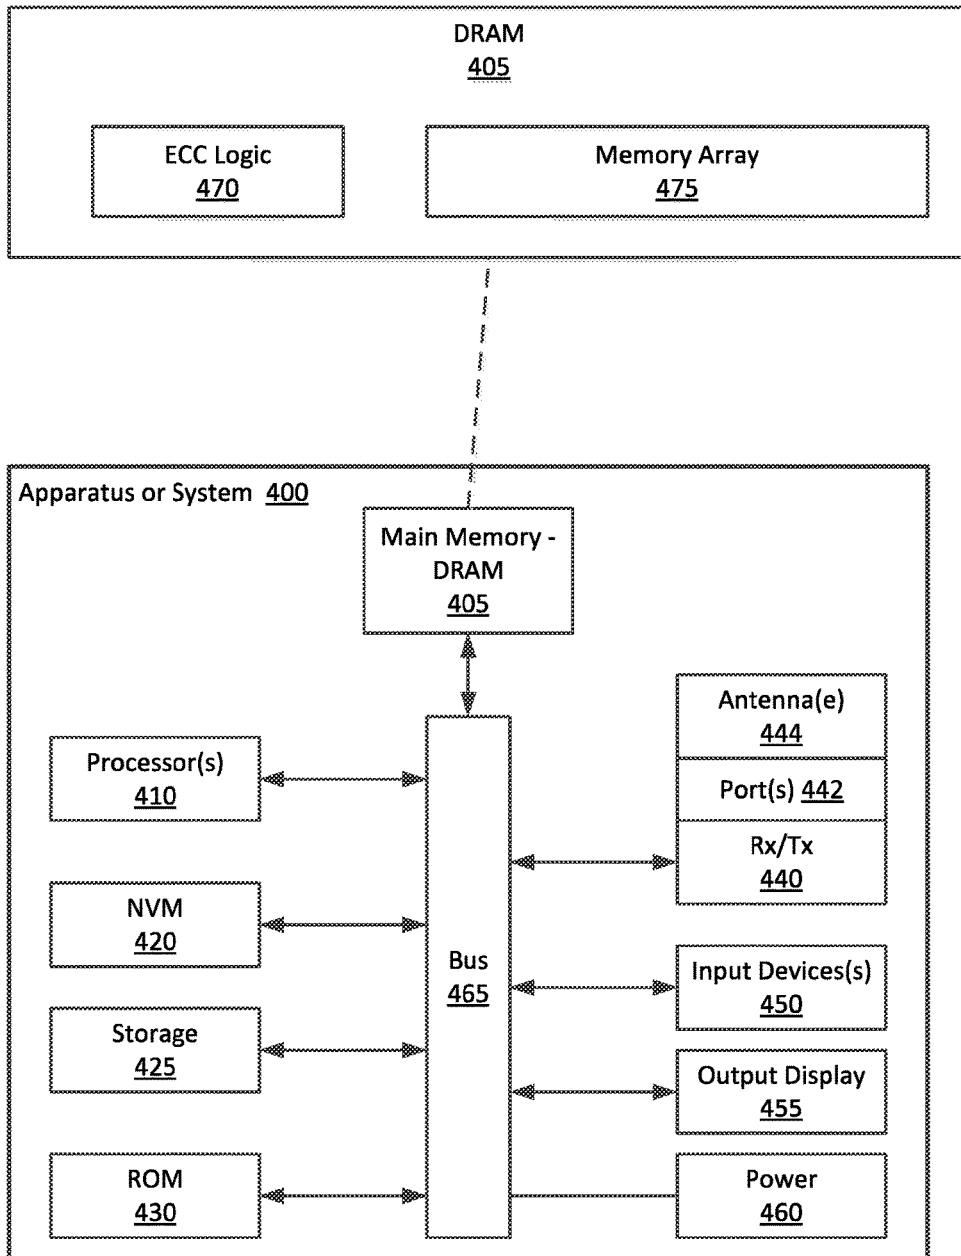 DRAM
405
ECC Logic
470
Memory Array
475
Apparatus or System 400
Main Memory -
DRAM
405
Antenna(e)
444
Processor(s)
410
Port(s) 442
Rx/Tx
440
NVM
420
Bus
465
Input Devices(s)
450
Storage
425
Output Display
455
ROM
430
Power
460